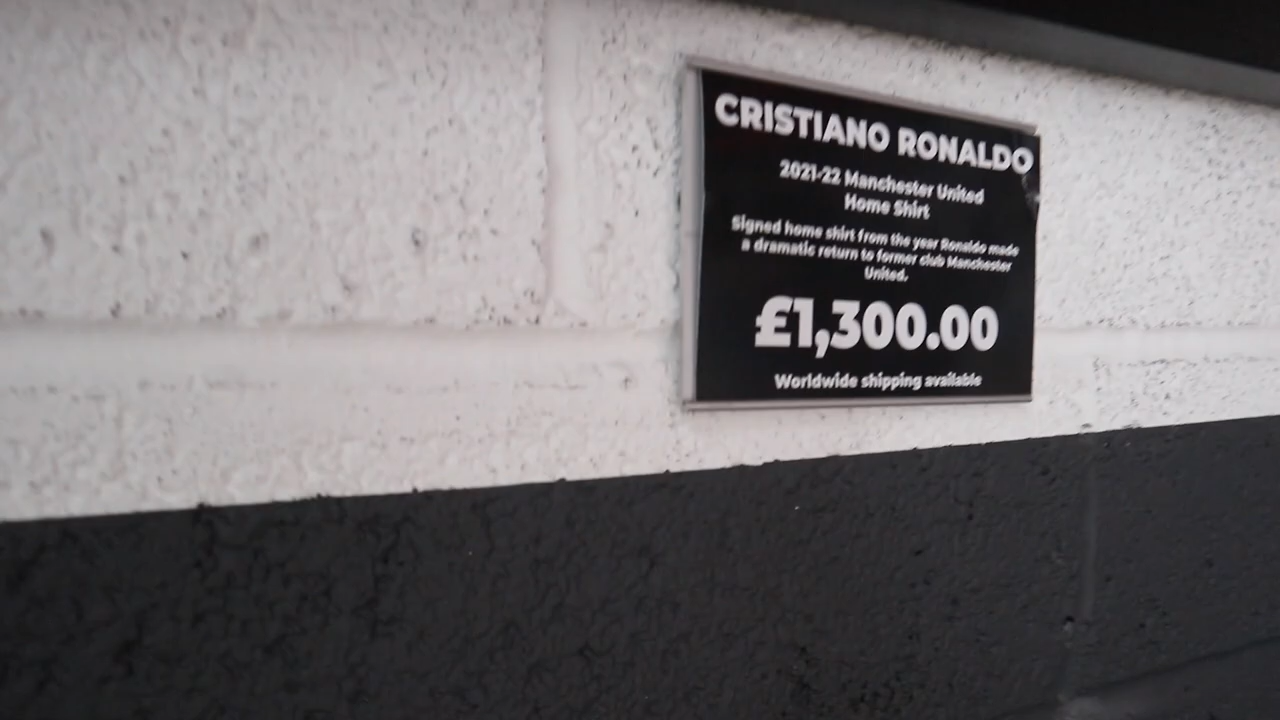 CRISTIANO RONALDO
2021-22 Manchester United
Home Shirt
Signed home shirt from the year Ronaldo made
a dramatic return to former club Manchester
United.
£1,300.00
Worldwide shipping available